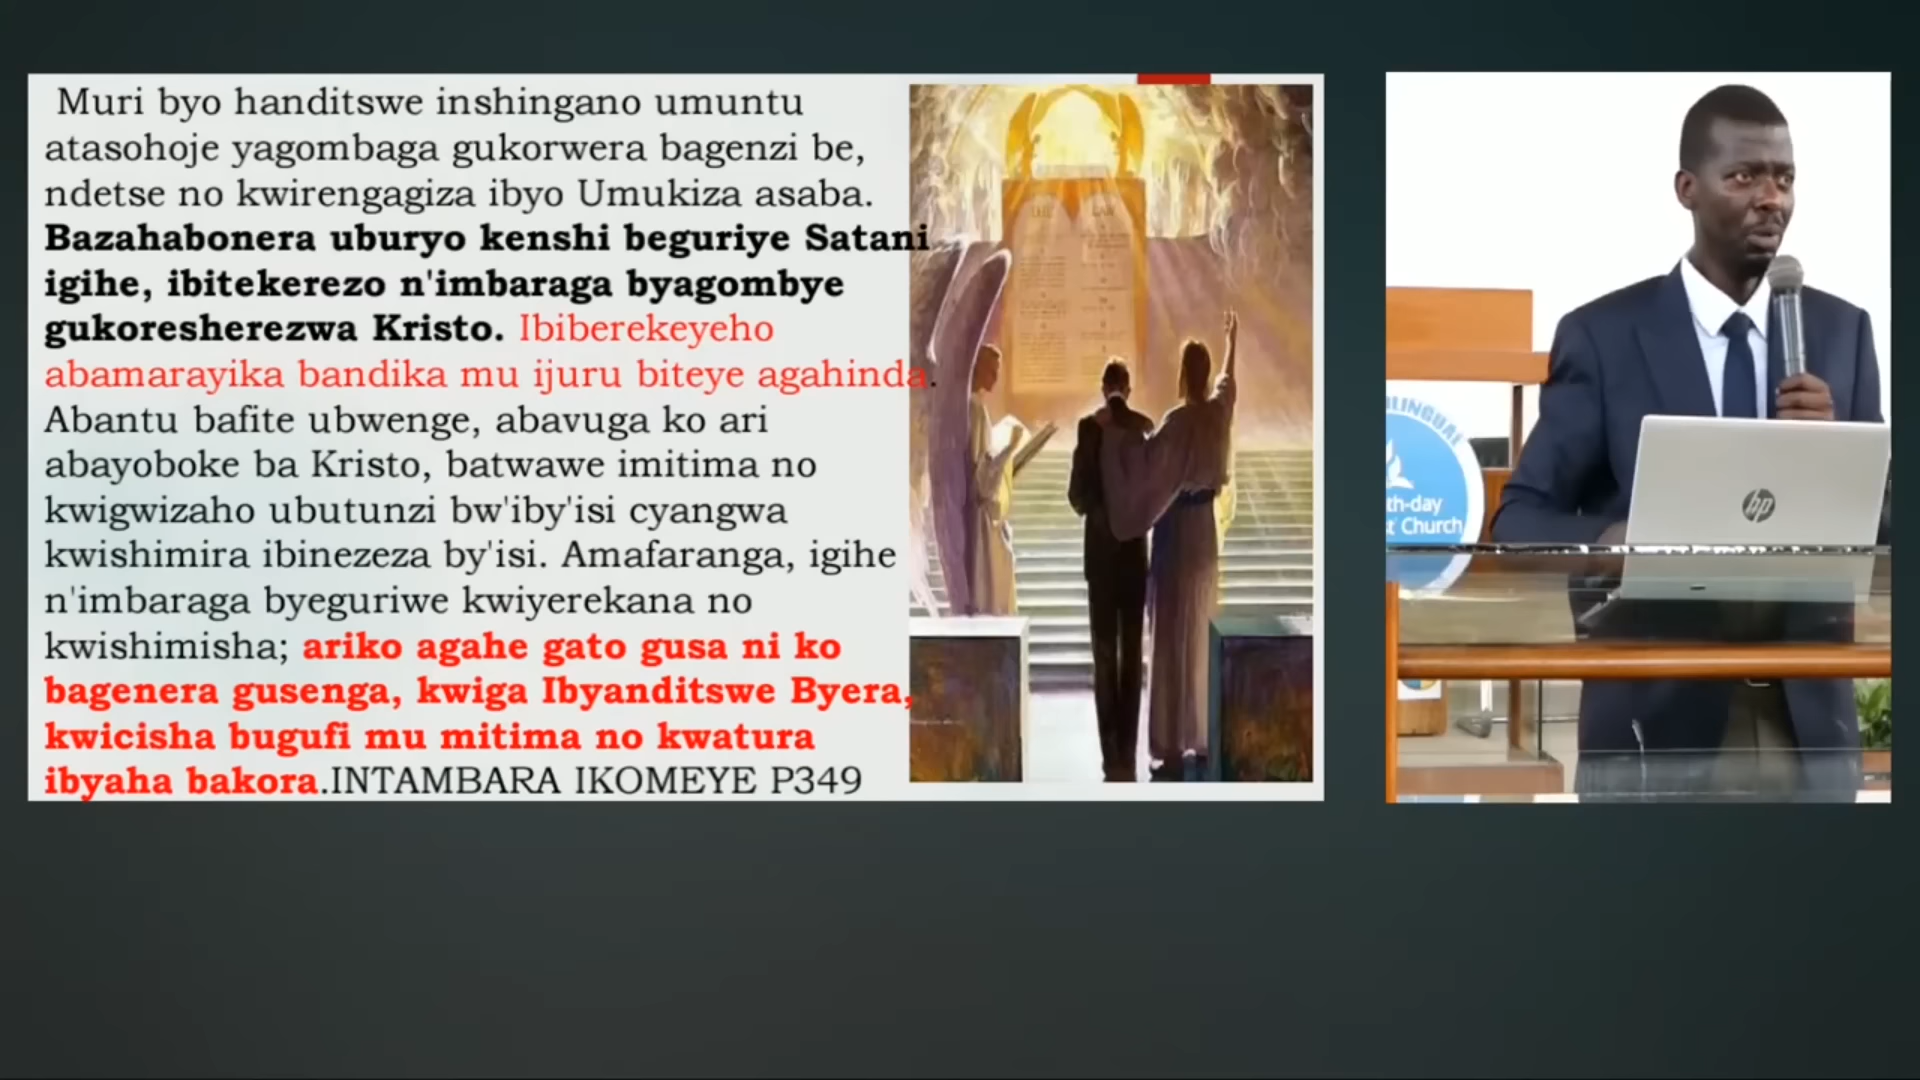 Muri byo handitswe inshingano umuntu
atasohoje yagombaga gukorwera bagenzi be,
ndetse no kwirengagiza ibyo Umukiza asaba.
Bazahabonera uburyo kenshi beguriye Satani
igihe, ibitekerezo n'imbaraga byagombye
gukoresherezwa Kristo. Ibiberekeyeho
abamarayika bandika mu ijuru biteye agahinda.
Abantu bafite ubwenge, abavuga ko ari
abayoboke ba Kristo, batwawe imitima no
kwigwizaho ubutunzi bw'iby'isi cyangwa
kwishimira ibinezeza by'isi. Amafaranga, igihe
n'imbaraga byeguriwe kwiyerekana no
kwishimisha; ariko agahe gato gusa ni ko
bagenera gusenga, kwiga Ibyanditswe Byera,
kwicisha bugufi mu mitima no kwatura
ibyaha bakora.INTAMBARA IKOMEYE P349
LAW
LINGUAL
th-day
t Church
hp